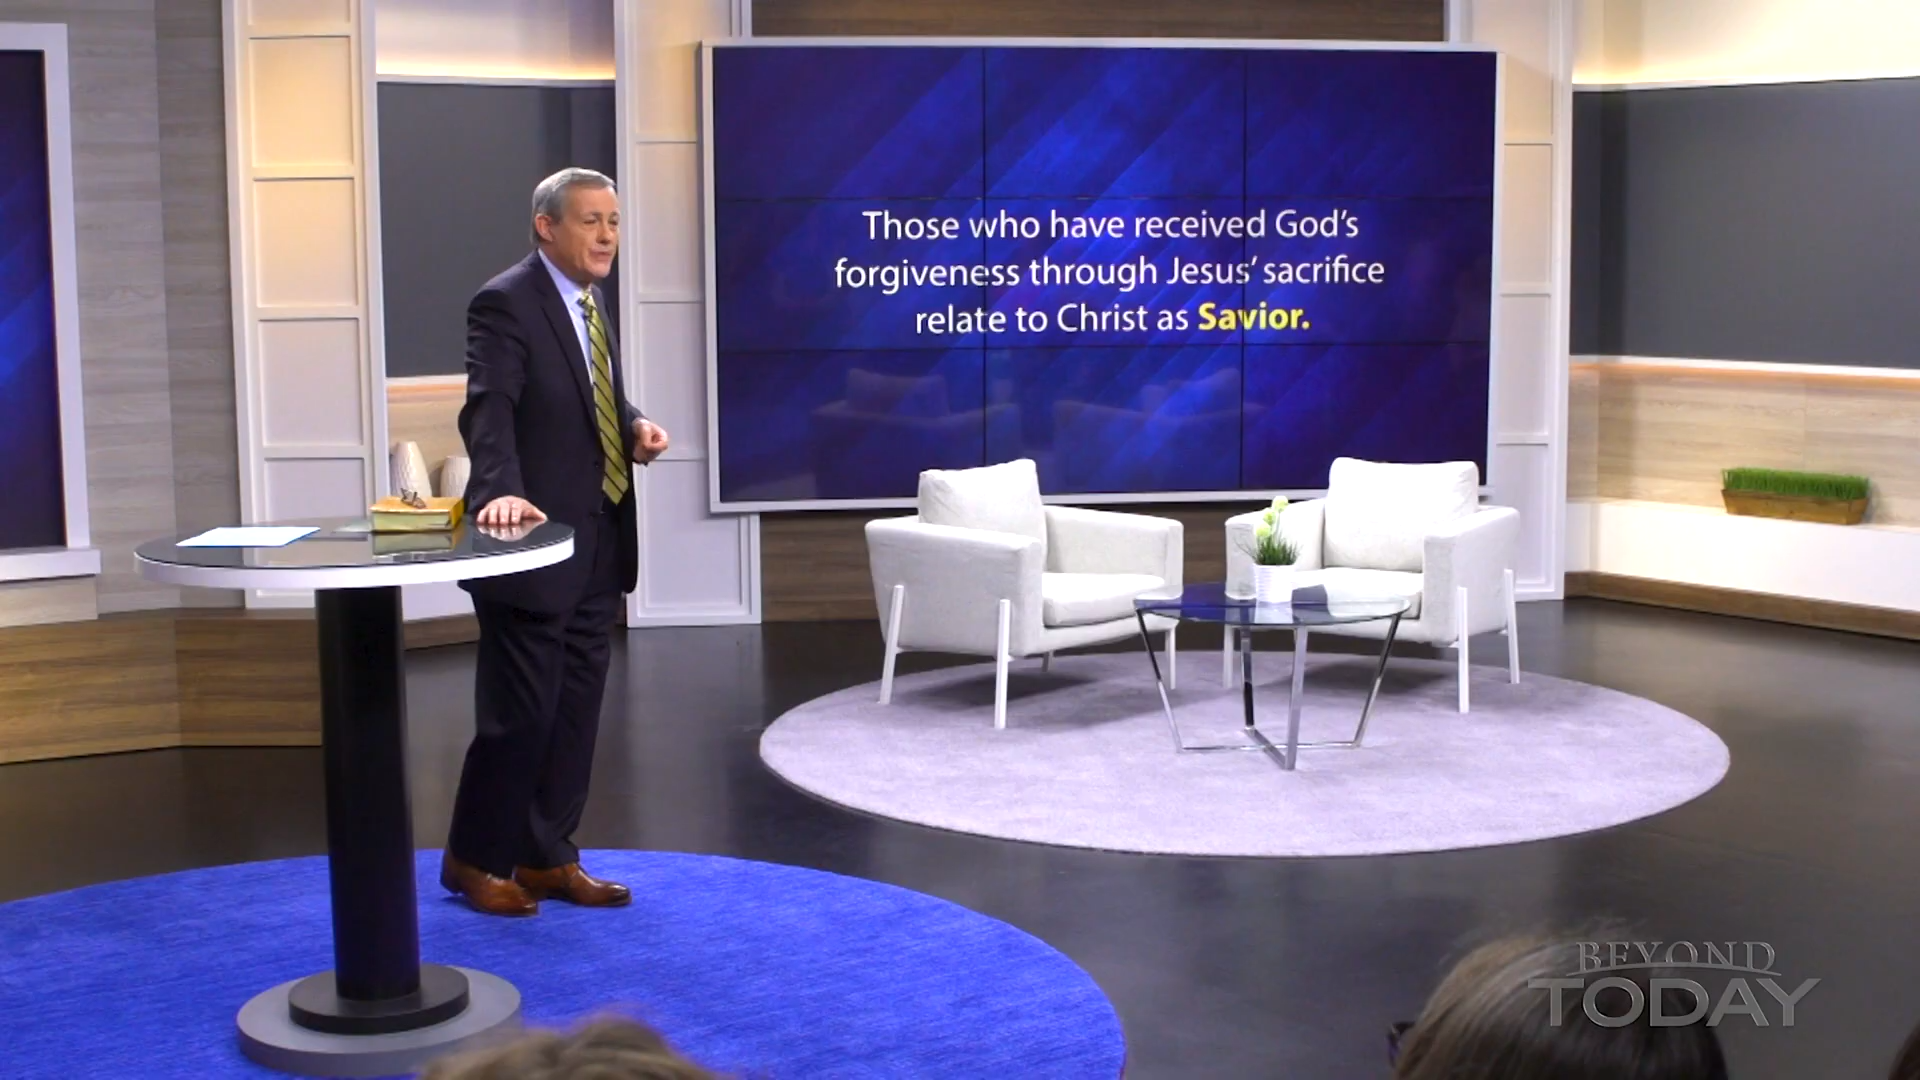 Those who have received God's
forgiveness through Jesus' sacrifice
relate to Christ as Savior.
BEYOND
TODAY